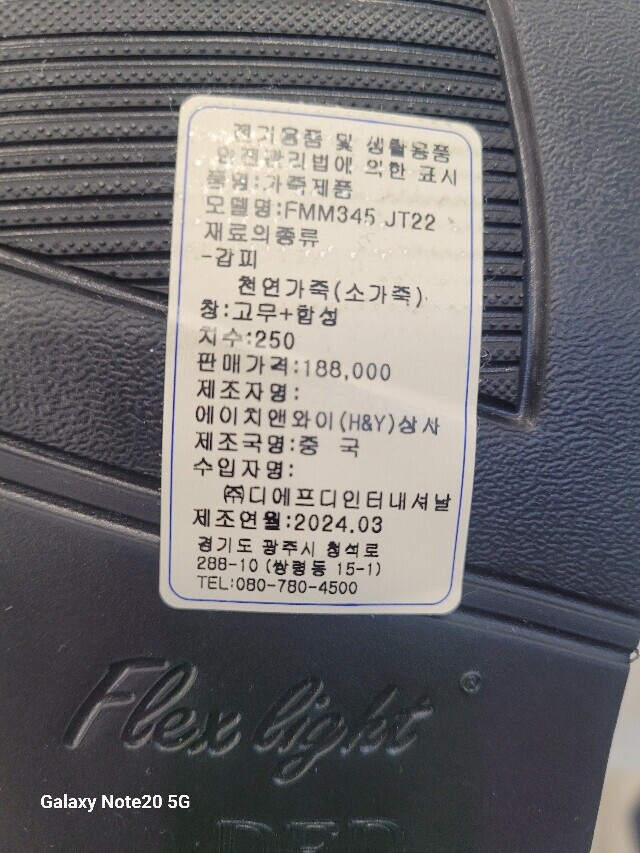 전기용품 및 생활용품
안전관리법에 의한 표시
품명:가죽제품
모델명:FMM345 JT22
재료의종류
-갑피
천연가죽(소가죽)
창:고무+합성
치수:250
판매가격:188,000
제조자명:
에이치앤와이(H&Y)상사
제조국명:중 국
수입자명:
㈜디에프디인터내셔날
제조연월:2024.03
경기도 광주시 청석로
288-10 (쌍령동 15-1)
TEL:080-780-4500
Flex light ®
Galaxy Note20 5G